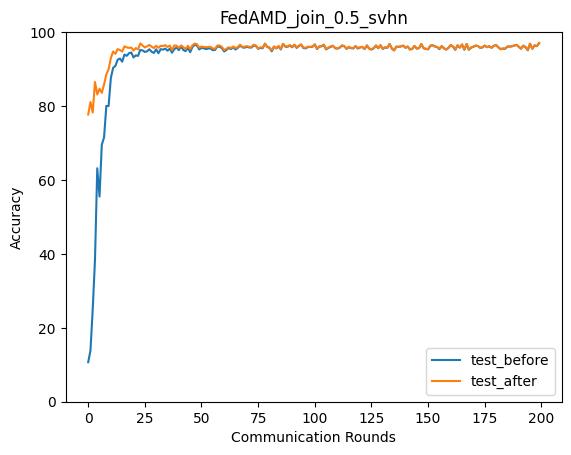 FedAMD_join_0.5_svhn
100
80
60
40
20
0
Accuracy
0 25 50 75 100 125 150 175 200
Communication Rounds
test_before
test_after